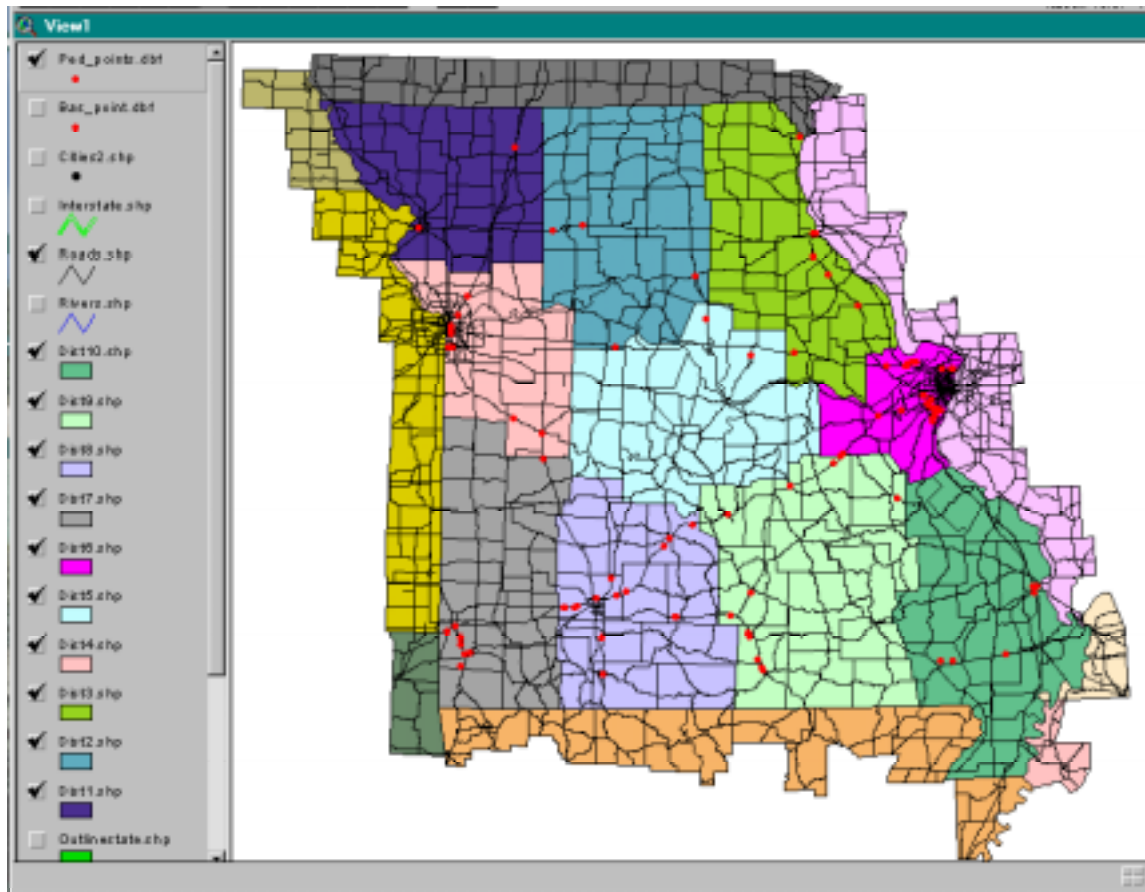 View1
Ped_points.dbf
Bac_point.dbf
Cities2.shp
Interstate.shp
Roads.shp
Rivers.shp
Dist10.shp
Dist9.shp
Dist8.shp
Dist7.shp
Dist6.shp
Dist5.shp
Dist4.shp
Dist3.shp
Dist2.shp
Dist1.shp
Outlinestate.shp